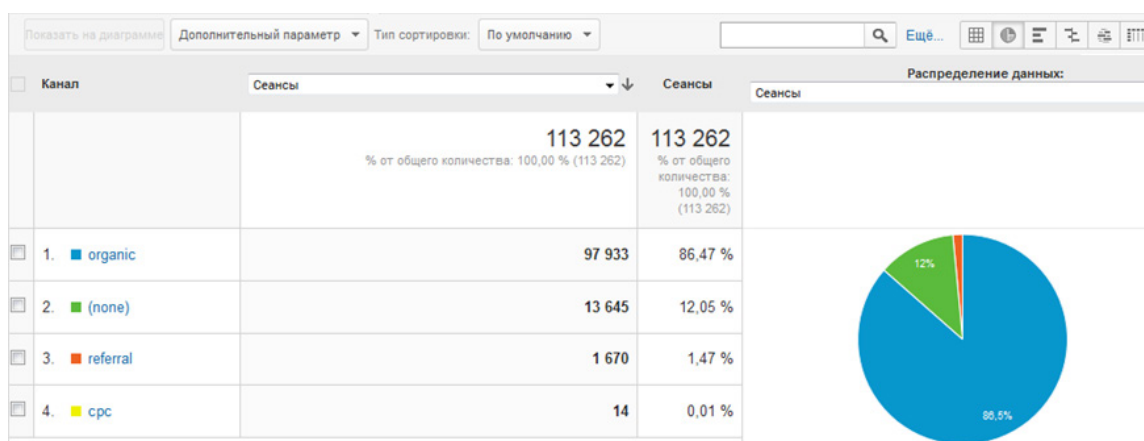 Показать на диаграмме Дополнительный параметр Тип сортировки: По умолчанию Ещё...
Канал Сеансы Сеансы Распределение данных:
Сеансы
113 262 113 262
% от общего количества: 100,00 % (113 262) % от общего
количества:
100,00 %
(113 262)
1. organic 97 933 86,47 %
12%
2. (none) 13 645 12,05 %
3. referral 1 670 1,47 %
4. cpc 14 0,01 %
86,5%